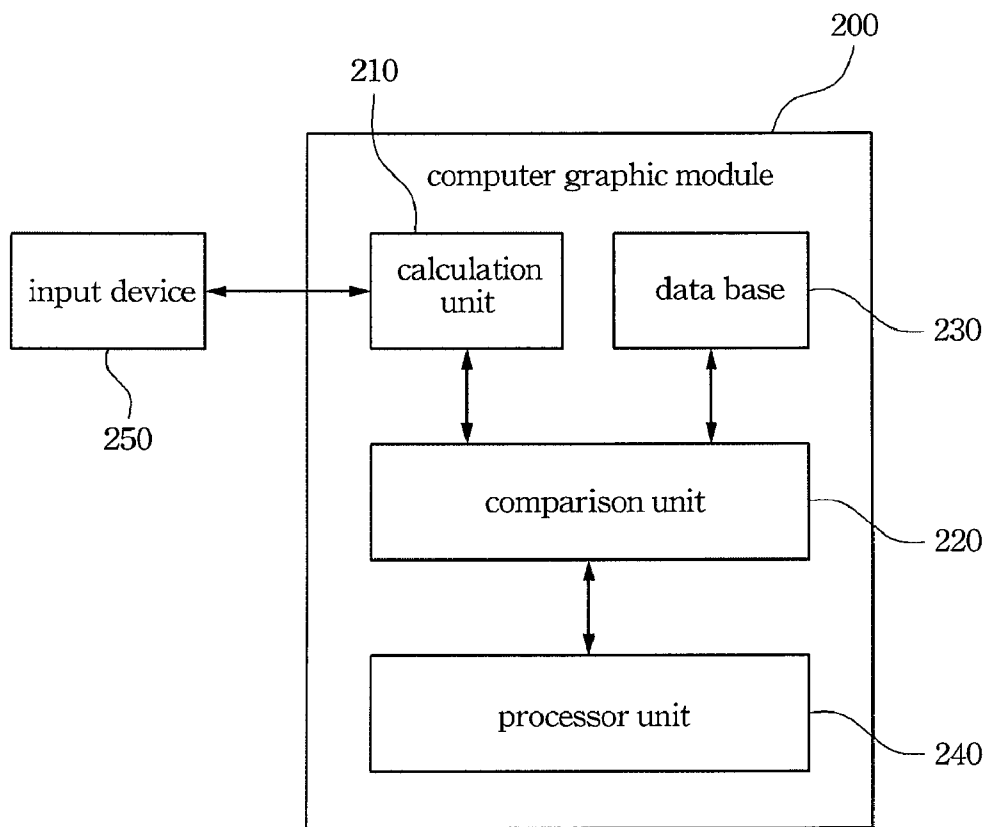 200
210
computer graphic module
input device
calculation
unit
data base
230
250
comparison unit
220
processor unit
240